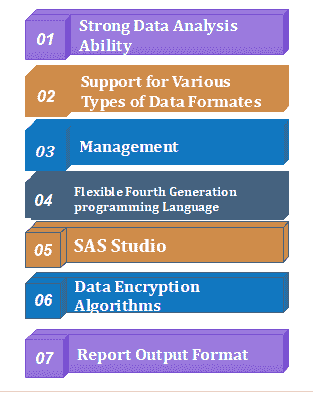 01
Strong Data Analysis
Ability
02
Support for Various
Types of Data Formates
03
Management
04
Flexible Fourth Generation
programming Language
05
SAS Studio
06
Data Encryption
Algorithms
07
Report Output Format